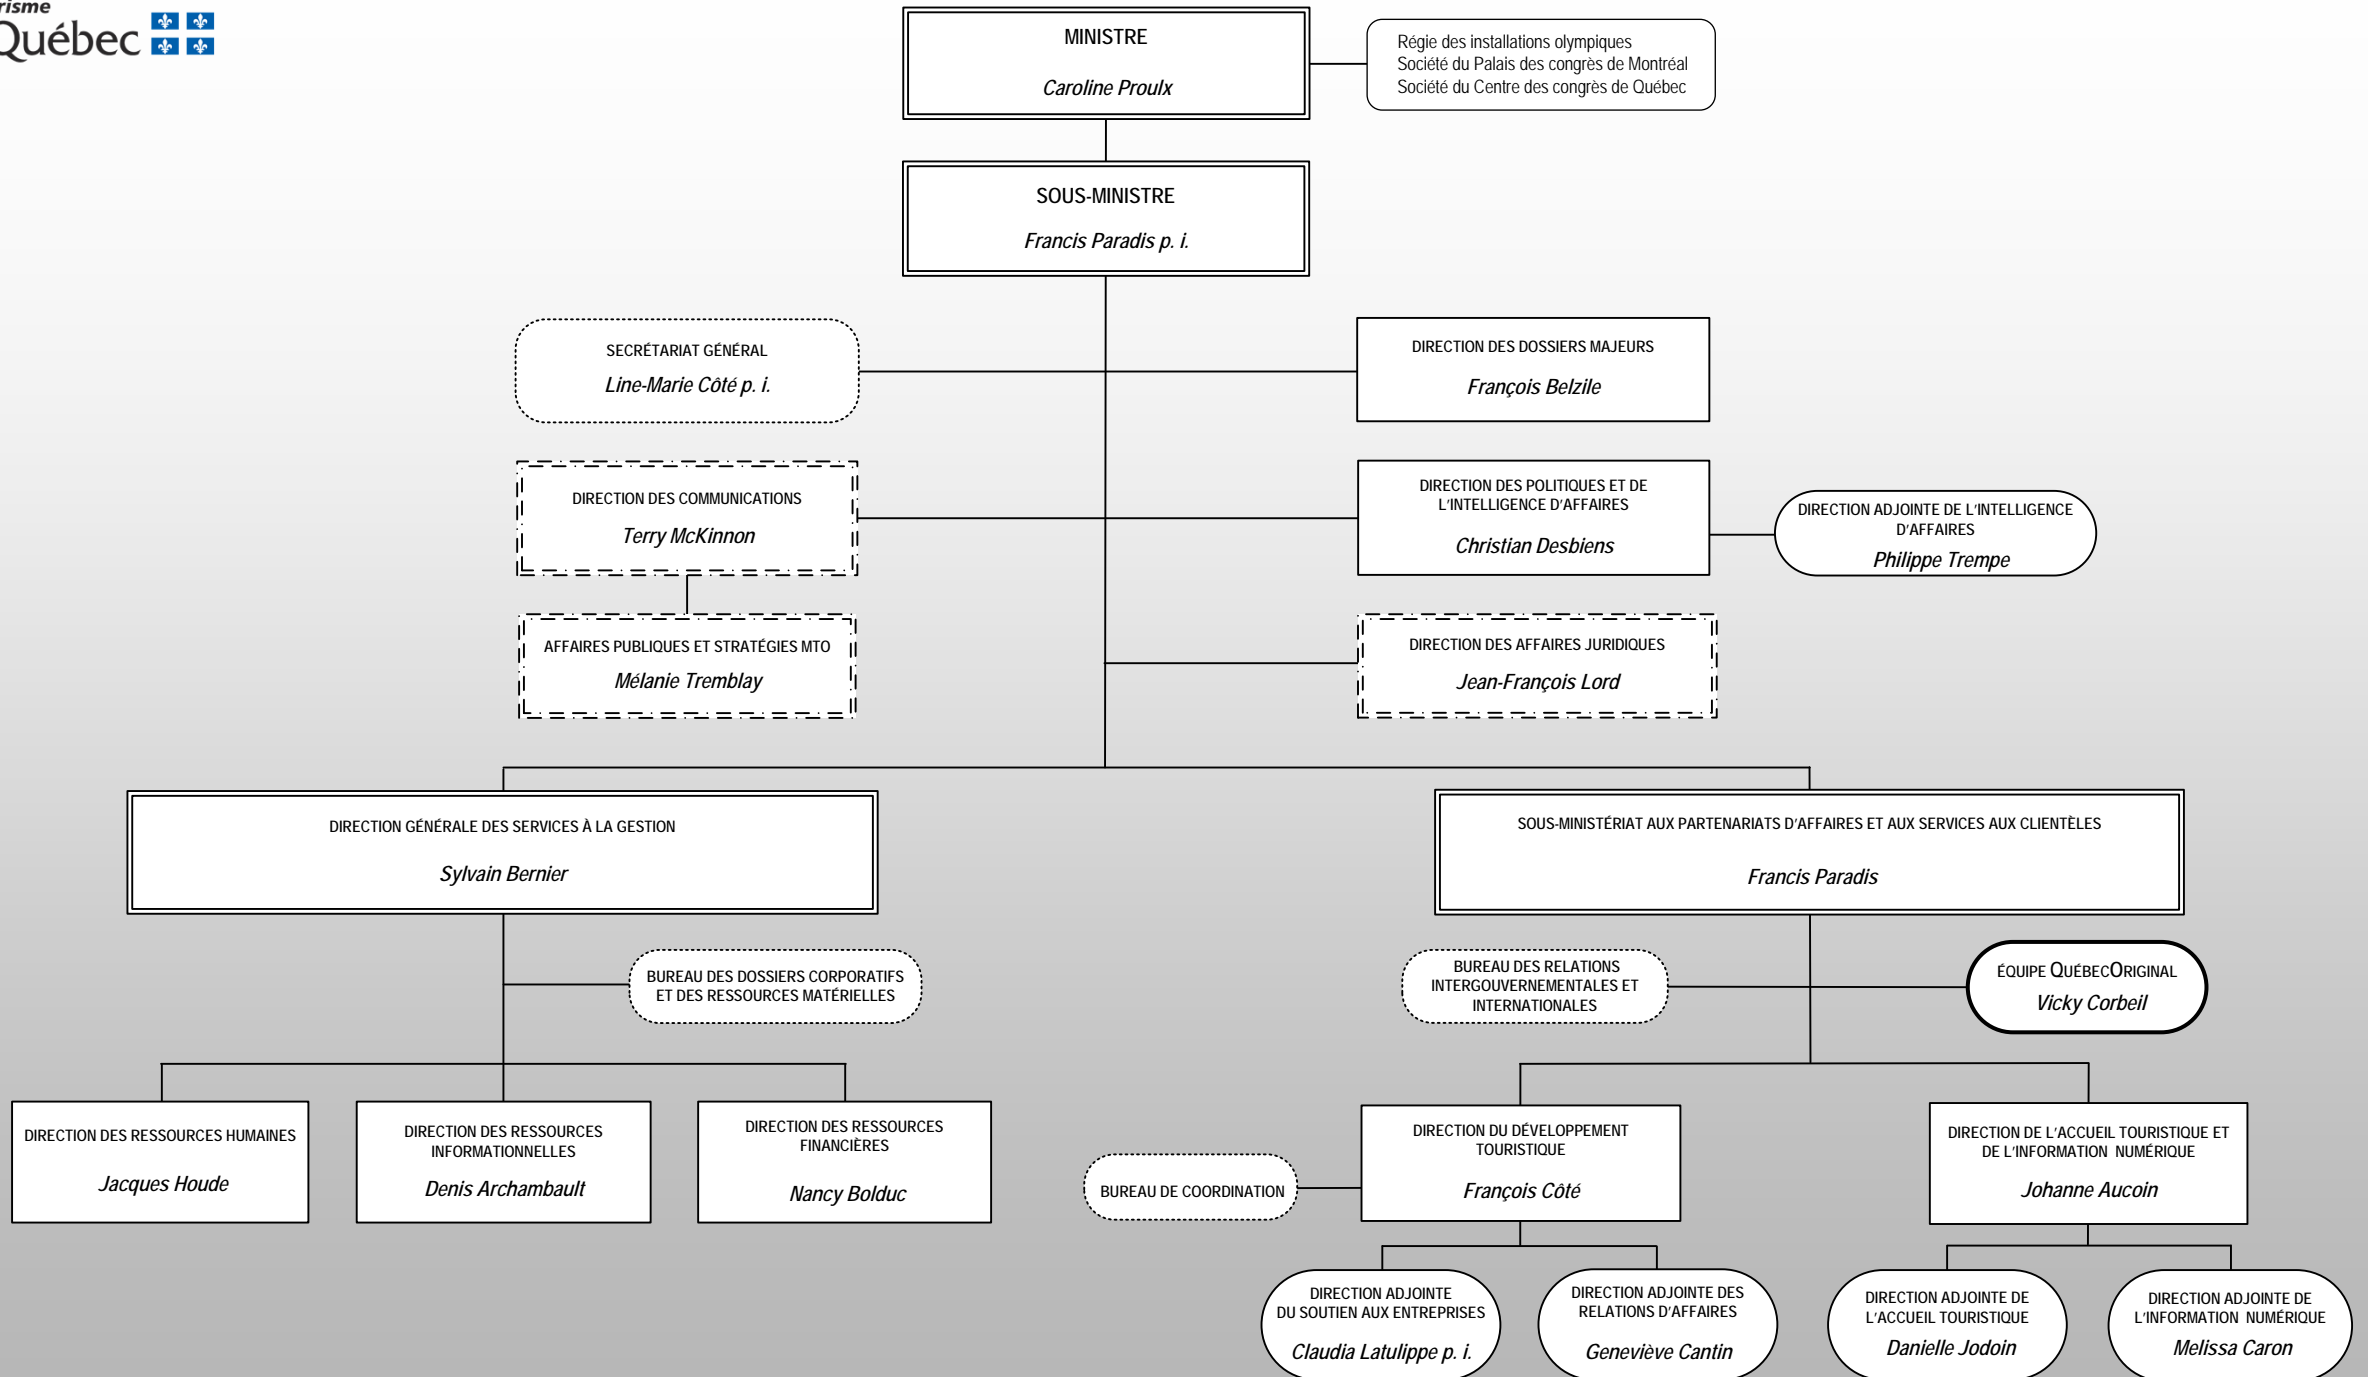 Québec
MINISTRE
Caroline Proulx
Régie des installations olympiques
Société du Palais des congrès de Montréal
Société du Centre des congrès de Québec
SOUS-MINISTRE
Francis Paradis p. i.
SECRÉTARIAT GÉNÉRAL
Line-Marie Côté p. i.
DIRECTION DES DOSSIERS MAJEURS
François Belzile
DIRECTION DES COMMUNICATIONS
Terry McKinnon
DIRECTION DES POLITIQUES ET DE
L'INTELLIGENCE D'AFFAIRES
Christian Desbiens
DIRECTION ADJOINTE DE L'INTELLIGENCE
D'AFFAIRES
Philippe Trempe
AFFAIRES PUBLIQUES ET STRATÉGIES MTO
Mélanie Tremblay
DIRECTION DES AFFAIRES JURIDIQUES
Jean-François Lord
DIRECTION GÉNÉRALE DES SERVICES À LA GESTION
Sylvain Bernier
SOUS-MINISTÉRIAT AUX PARTENARIATS D'AFFAIRES ET AUX SERVICES AUX CLIENTÈLES
Francis Paradis
BUREAU DES DOSSIERS CORPORATIFS
ET DES RESSOURCES MATÉRIELLES
BUREAU DES RELATIONS
INTERGOUVERNEMENTALES ET
INTERNATIONALES
ÉQUIPE QUÉBECORIGINAL
Vicky Corbeil
DIRECTION DES RESSOURCES HUMAINES
Jacques Houde
DIRECTION DES RESSOURCES
INFORMATIONNELLES
Denis Archambault
DIRECTION DES RESSOURCES
FINANCIÈRES
Nancy Bolduc
BUREAU DE COORDINATION
DIRECTION DU DÉVELOPPEMENT
TOURISTIQUE
François Côté
DIRECTION DE L'ACCUEIL TOURISTIQUE ET
DE L'INFORMATION NUMÉRIQUE
Johanne Aucoin
DIRECTION ADJOINTE
DU SOUTIEN AUX ENTREPRISES
Claudia Latulippe p. i.
DIRECTION ADJOINTE DES
RELATIONS D'AFFAIRES
Geneviève Cantin
DIRECTION ADJOINTE DE
L'ACCUEIL TOURISTIQUE
Danielle Jodoin
DIRECTION ADJOINTE DE
L'INFORMATION NUMÉRIQUE
Melissa Caron